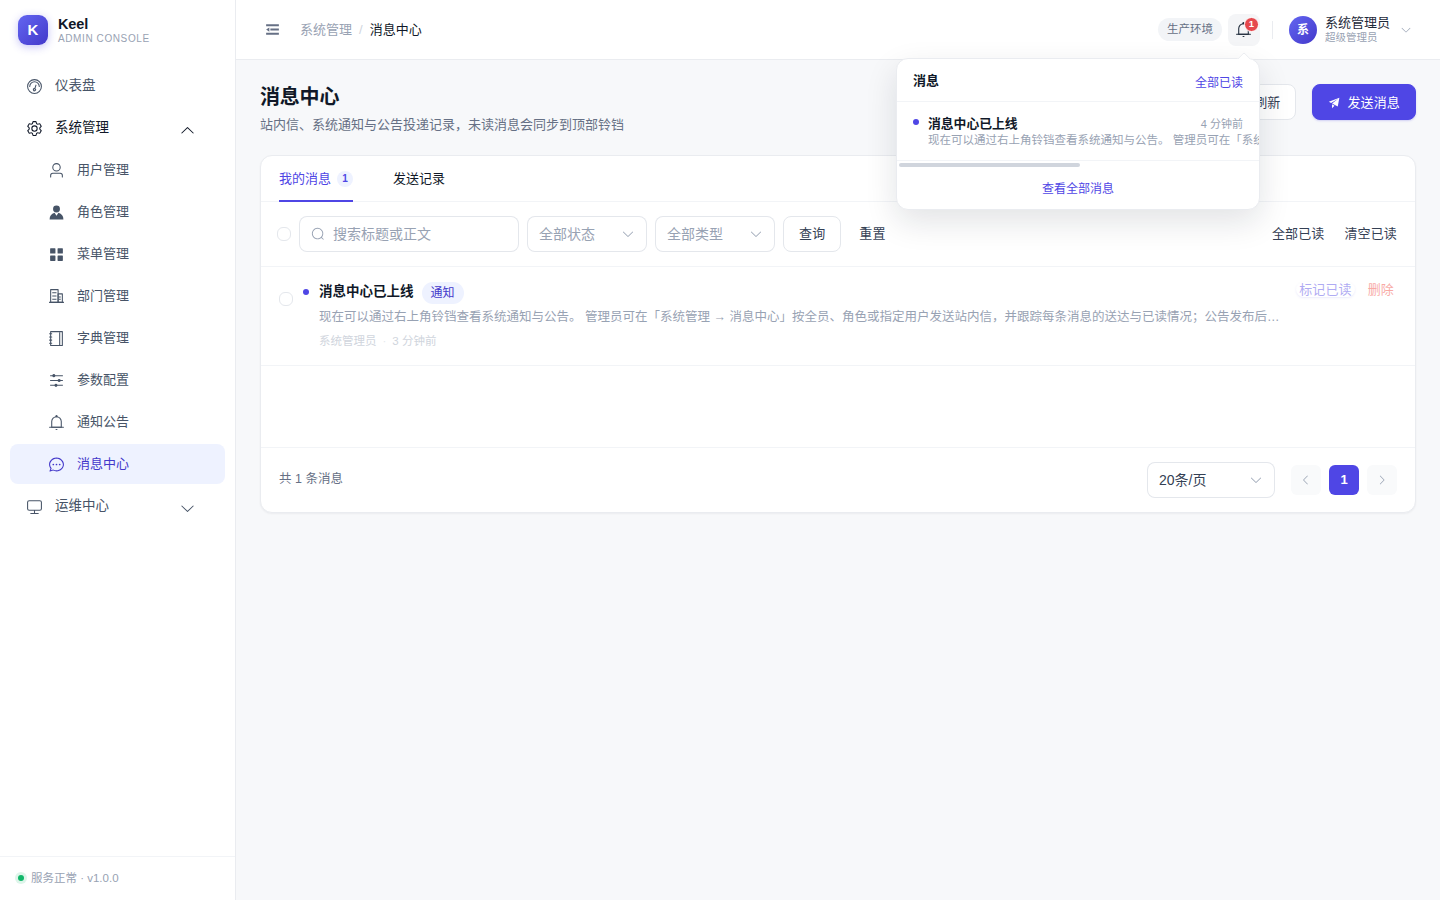 K
Keel
ADMIN CONSOLE
仪表盘
系统管理
用户管理
角色管理
菜单管理
部门管理
字典管理
参数配置
通知公告
消息中心
运维中心
服务正常 · v1.0.0
系统管理 / 消息中心
生产环境
1
系
系统管理员
超级管理员
消息中心
站内信、系统通知与公告投递记录，未读消息会同步到顶部铃铛
刷新
发送消息
消息
全部已读
消息中心已上线
4 分钟前
现在可以通过右上角铃铛查看系统通知与公告。 管理员可在「系统
查看全部消息
我的消息 1
发送记录
搜索标题或正文
全部状态
全部类型
查询
重置
全部已读
清空已读
消息中心已上线 通知
标记已读
删除
现在可以通过右上角铃铛查看系统通知与公告。 管理员可在「系统管理 → 消息中心」按全员、角色或指定用户发送站内信，并跟踪每条消息的送达与已读情况；公告发布后…
系统管理员 · 3 分钟前
共 1 条消息
20条/页
1